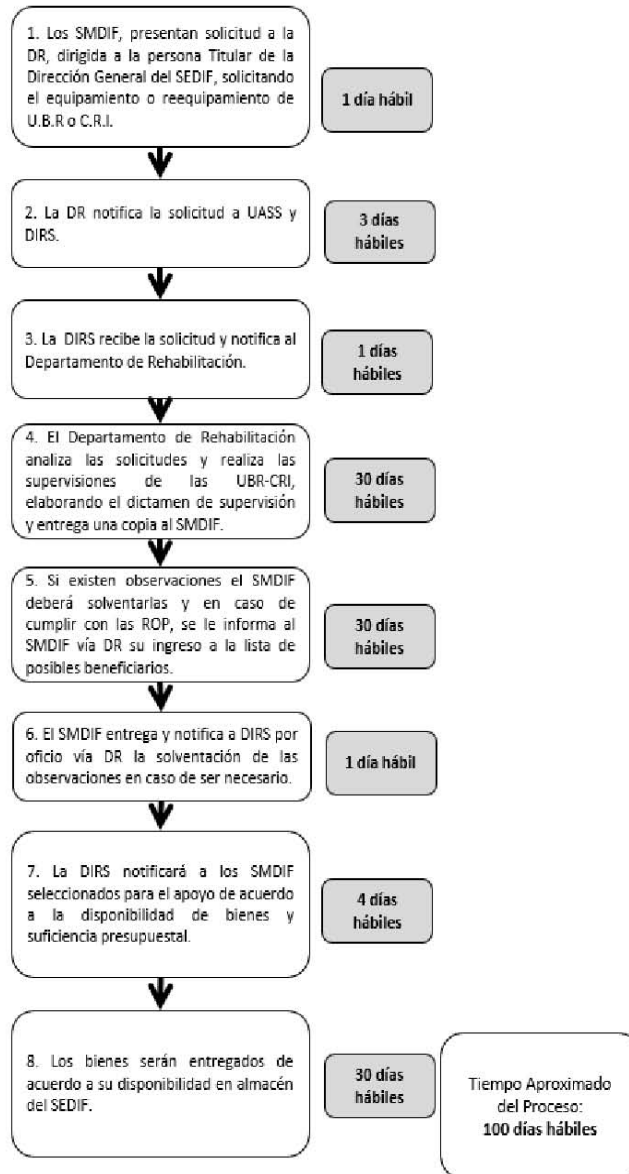 1. Los SMDIF, presentan solicitud a la
DR, dirigida a la persona Titular de la
Dirección General del SEDIF, solicitando
el equipamiento o reequipamiento de
U.B.R o C.R.I.
1 día hábil
2. La DR notifica la solicitud a UASS y
DIRS.
3 días
hábiles
3. La DIRS recibe la solicitud y notifica al
Departamento de Rehabilitación.
1 días
hábiles
4. El Departamento de Rehabilitación
analiza las solicitudes y realiza las
supervisiones de las UBR-CRI,
elaborando el dictamen de supervisión
y entrega una copia al SMDIF.
30 días
hábiles
5. Si existen observaciones el SMDIF
deberá solventarlas y en caso de
cumplir con las ROP, se le informa al
SMDIF vía DR su ingreso a la lista de
posibles beneficiarios.
30 días
hábiles
6. El SMDIF entrega y notifica a DIRS por
oficio vía DR la solventación de las
observaciones en caso de ser necesario.
1 día hábil
7. La DIRS notificará a los SMDIF
seleccionados para el apoyo de acuerdo
a la disponibilidad de bienes y
suficiencia presupuestal.
4 días
hábiles
8. Los bienes serán entregados de
acuerdo a su disponibilidad en almacén
del SEDIF.
30 días
hábiles
Tiempo Aproximado
del Proceso:
100 días hábiles